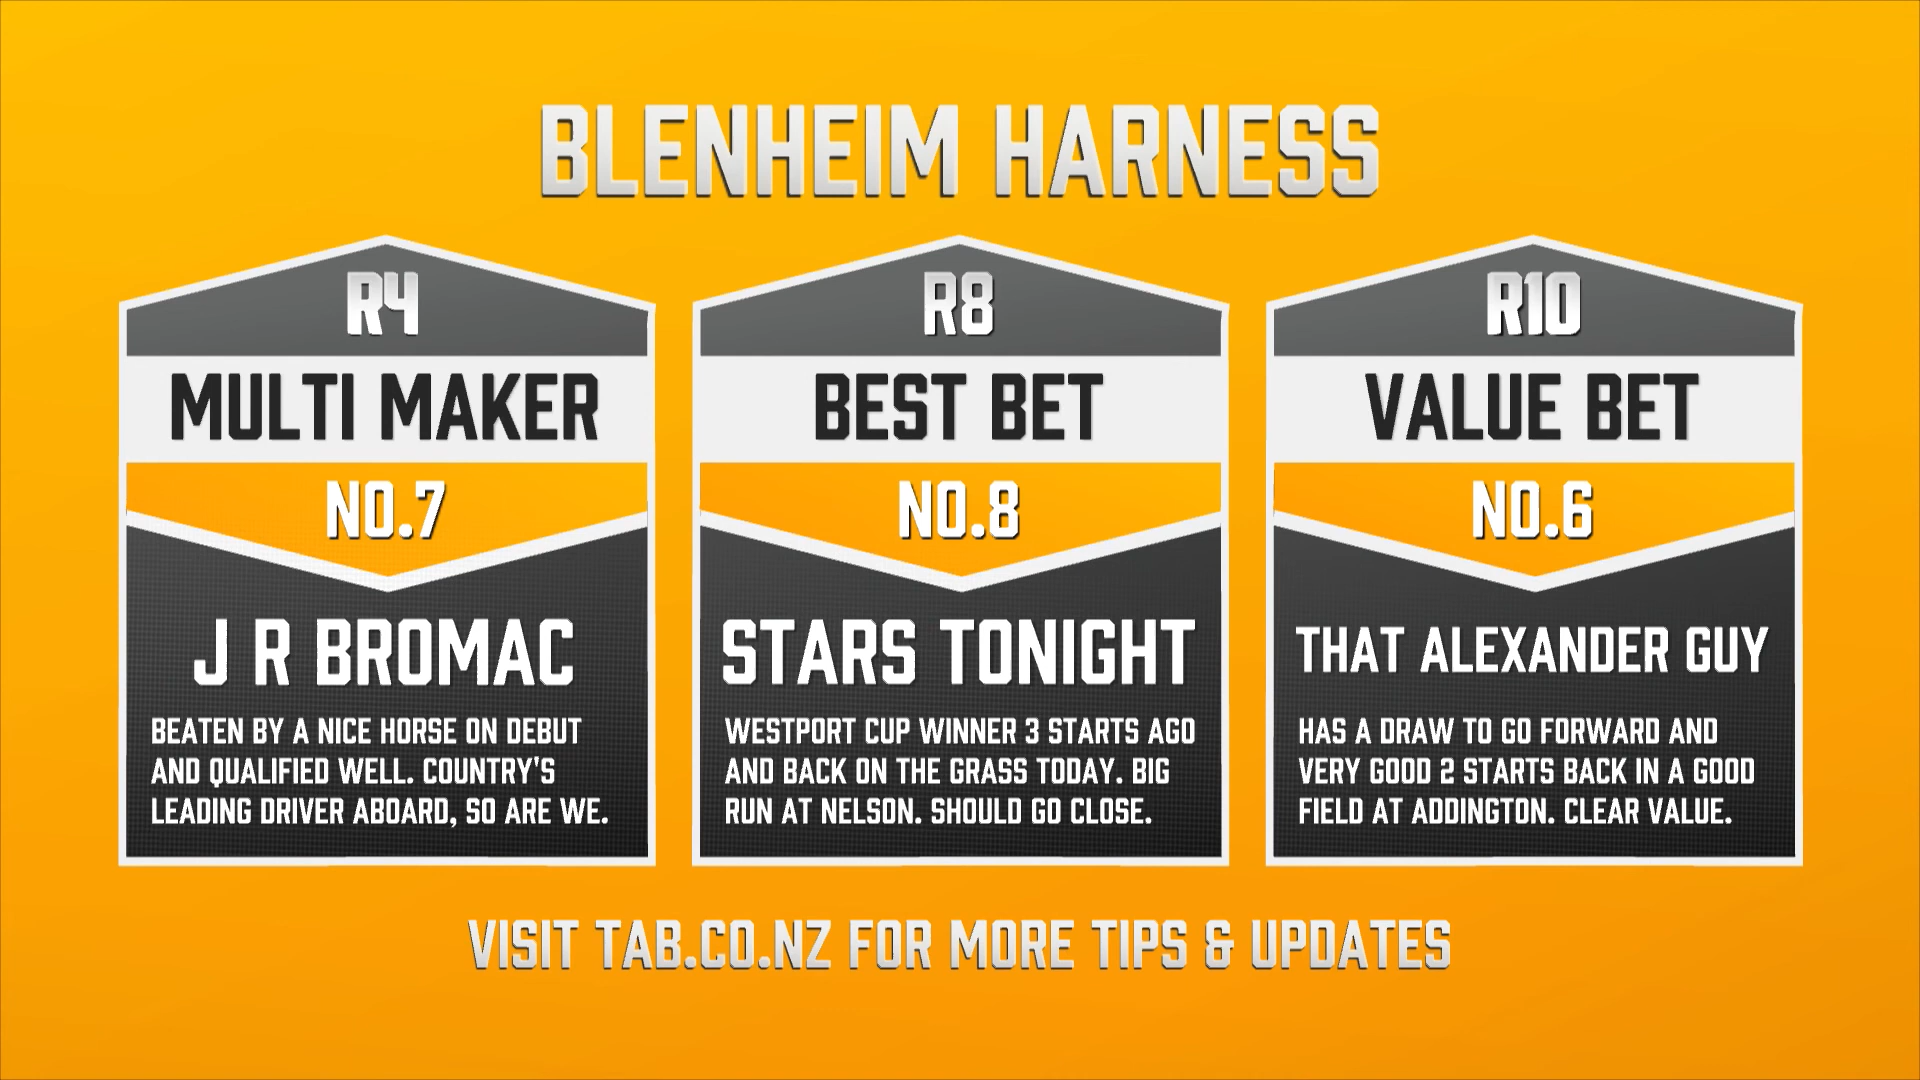 BLENHEIM HARNESS
R4
MULTI MAKER
NO.7
J R BROMAC
BEATEN BY A NICE HORSE ON DEBUT
AND QUALIFIED WELL. COUNTRY'S
LEADING DRIVER ABOARD, SO ARE WE.
R8
BEST BET
NO.8
STARS TONIGHT
WESTPORT CUP WINNER 3 STARTS AGO
AND BACK ON THE GRASS TODAY. BIG
RUN AT NELSON. SHOULD GO CLOSE.
R10
VALUE BET
NO.6
THAT ALEXANDER GUY
HAS A DRAW TO GO FORWARD AND
VERY GOOD 2 STARTS BACK IN A GOOD
FIELD AT ADDINGTON. CLEAR VALUE.
VISIT TAB.CO.NZ FOR MORE TIPS & UPDATES